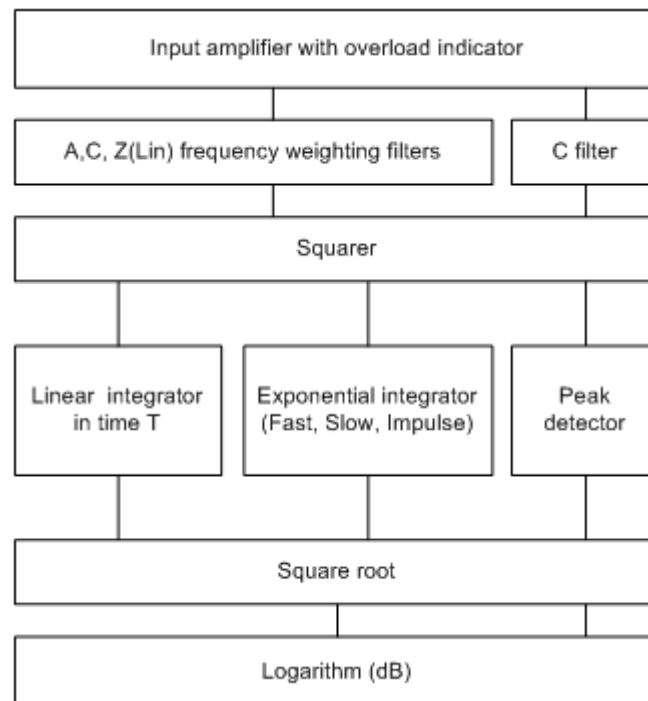 Input amplifier with overload indicator
A,C, Z(Lin) frequency weighting filters
C filter
Squarer
Linear integrator
in time T
Exponential integrator
(Fast, Slow, Impulse)
Peak
detector
Square root
Logarithm (dB)